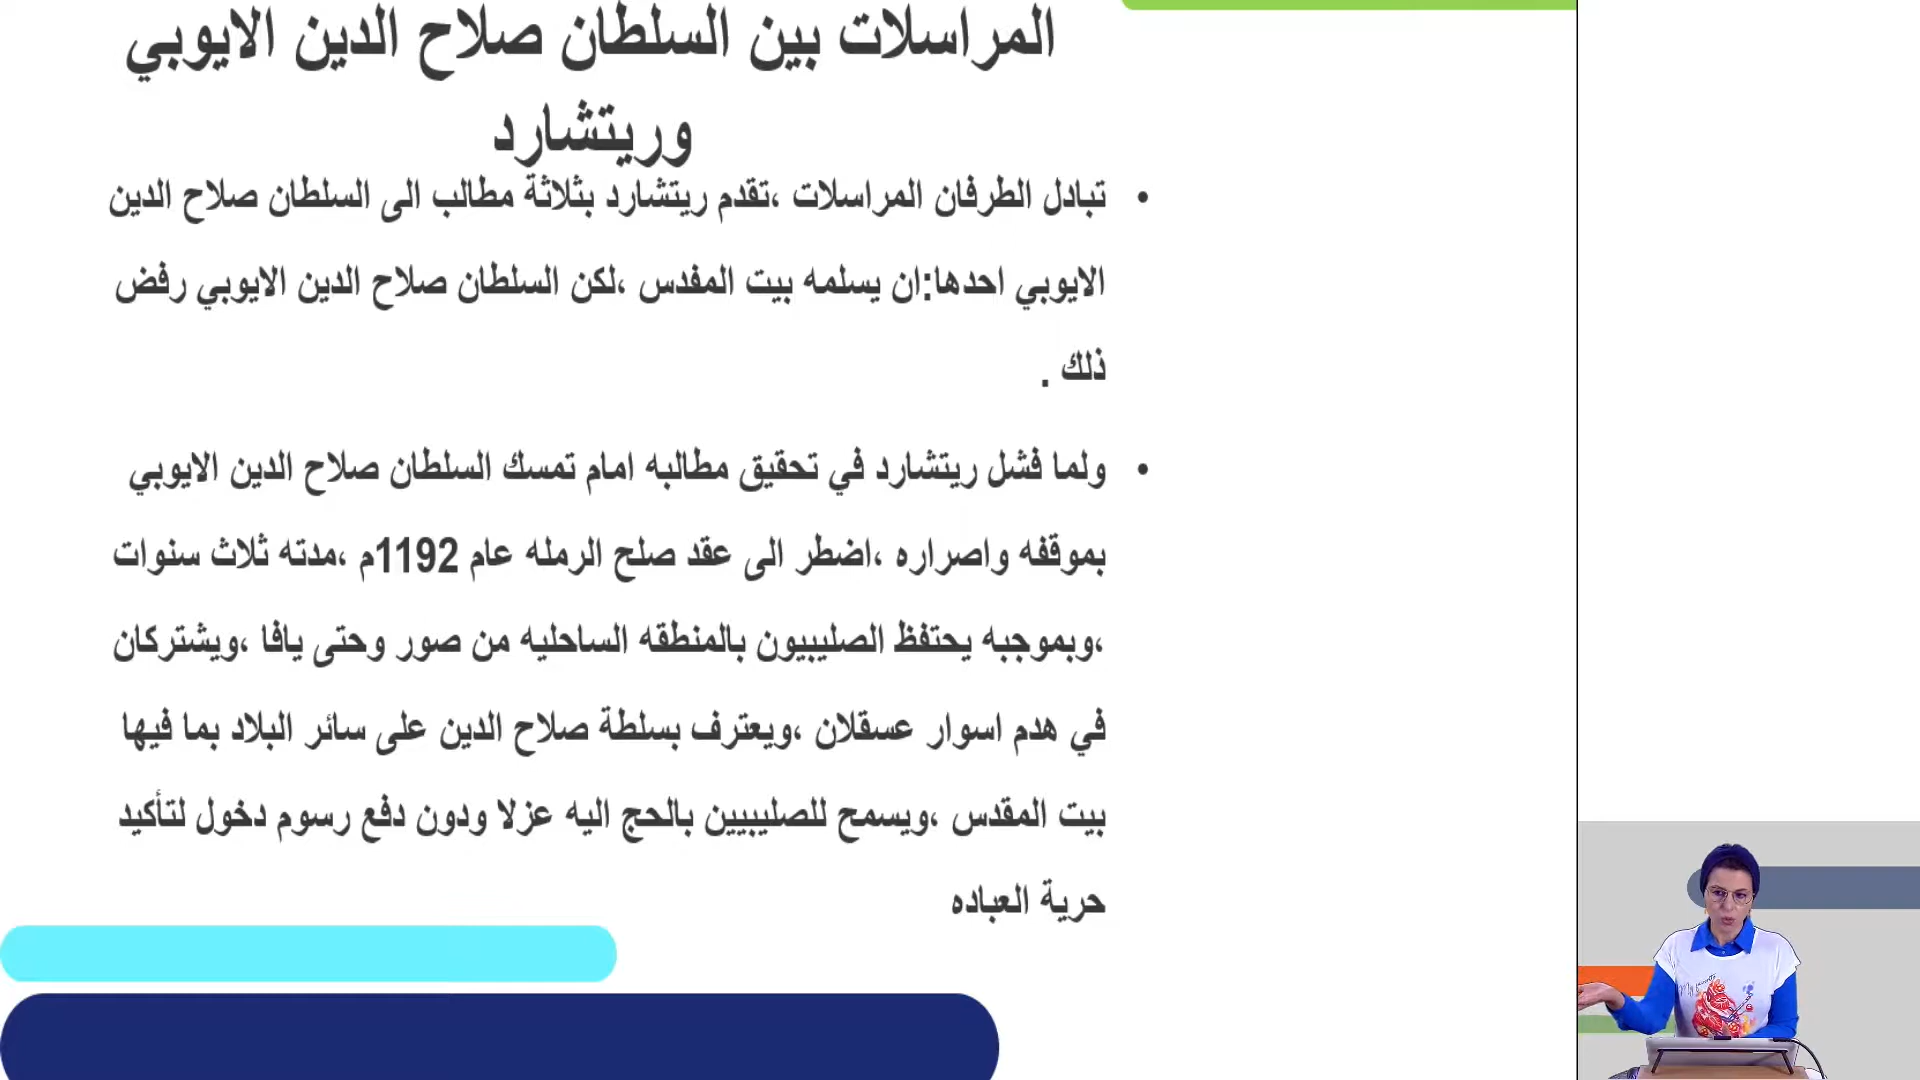 المراسلات بين السلطان صلاح الدين الايوبي
وريتشارد
• تبادل الطرفان المراسلات ،تقدم ريتشارد بثلاثة مطالب الى السلطان صلاح الدين
الايوبي احدها:ان يسلمه بيت المقدس ،لكن السلطان صلاح الدين الايوبي رفض
ذلك .
• ولما فشل ريتشارد في تحقيق مطالبه امام تمسك السلطان صلاح الدين الايوبي
بموقفه واصراره ،اضطر الى عقد صلح الرمله عام 1192م ،مدته ثلاث سنوات
،وبموجبه يحتفظ الصليبيون بالمنطقه الساحليه من صور وحتى يافا ،ويشتركان
في هدم اسوار عسقلان ،ويعترف بسلطة صلاح الدين على سائر البلاد بما فيها
بيت المقدس ،ويسمح للصليبيين بالحج اليه عزلا ودون دفع رسوم دخول لتأكيد
حرية العباده